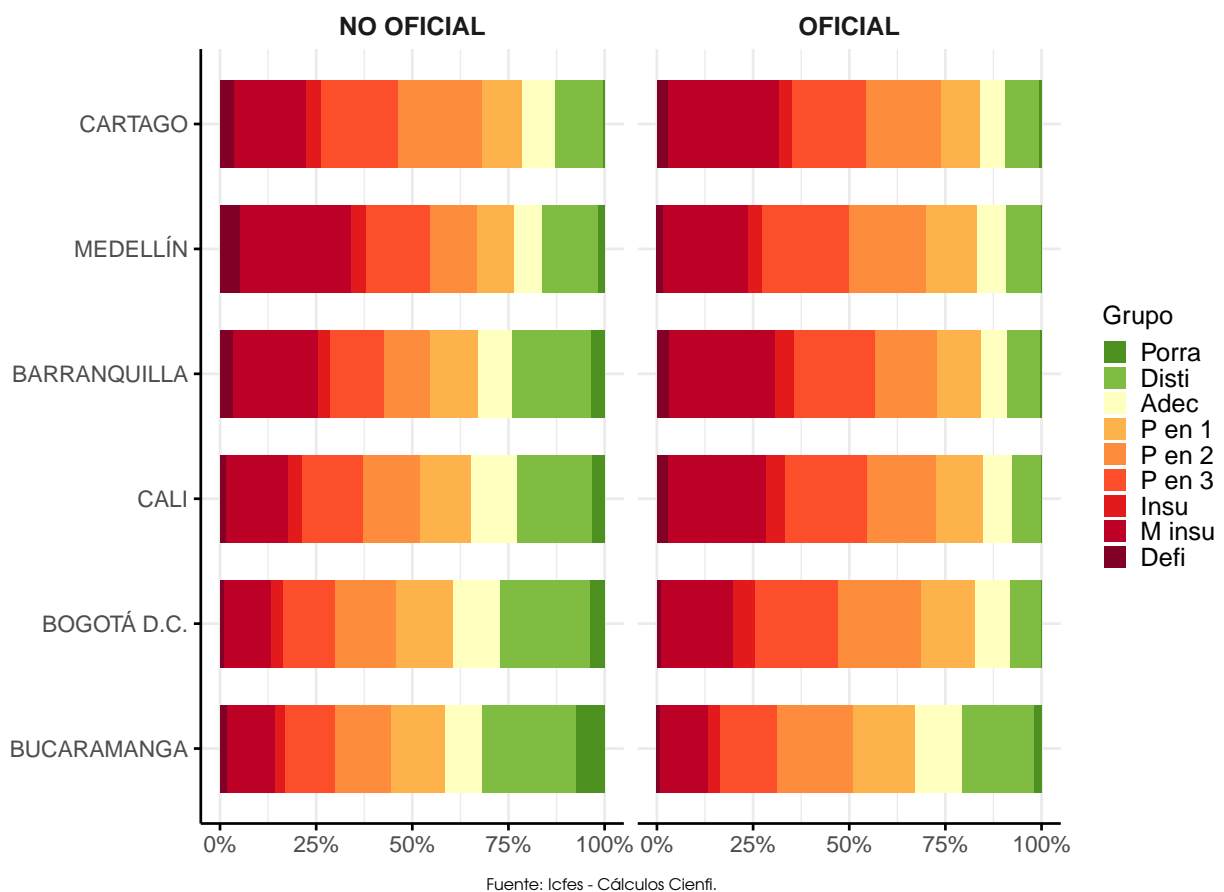 NO OFICIAL
OFICIAL
CARTAGO
MEDELLÍN
BARRANQUILLA
CALI
BOGOTÁ D.C.
BUCARAMANGA
0% 25% 50% 75% 100%
0% 25% 50% 75% 100%
Grupo
Porra
Disti
Adec
P en 1
P en 2
P en 3
Insu
M insu
Defi
Fuente: Icfes - Cálculos Cienfi.